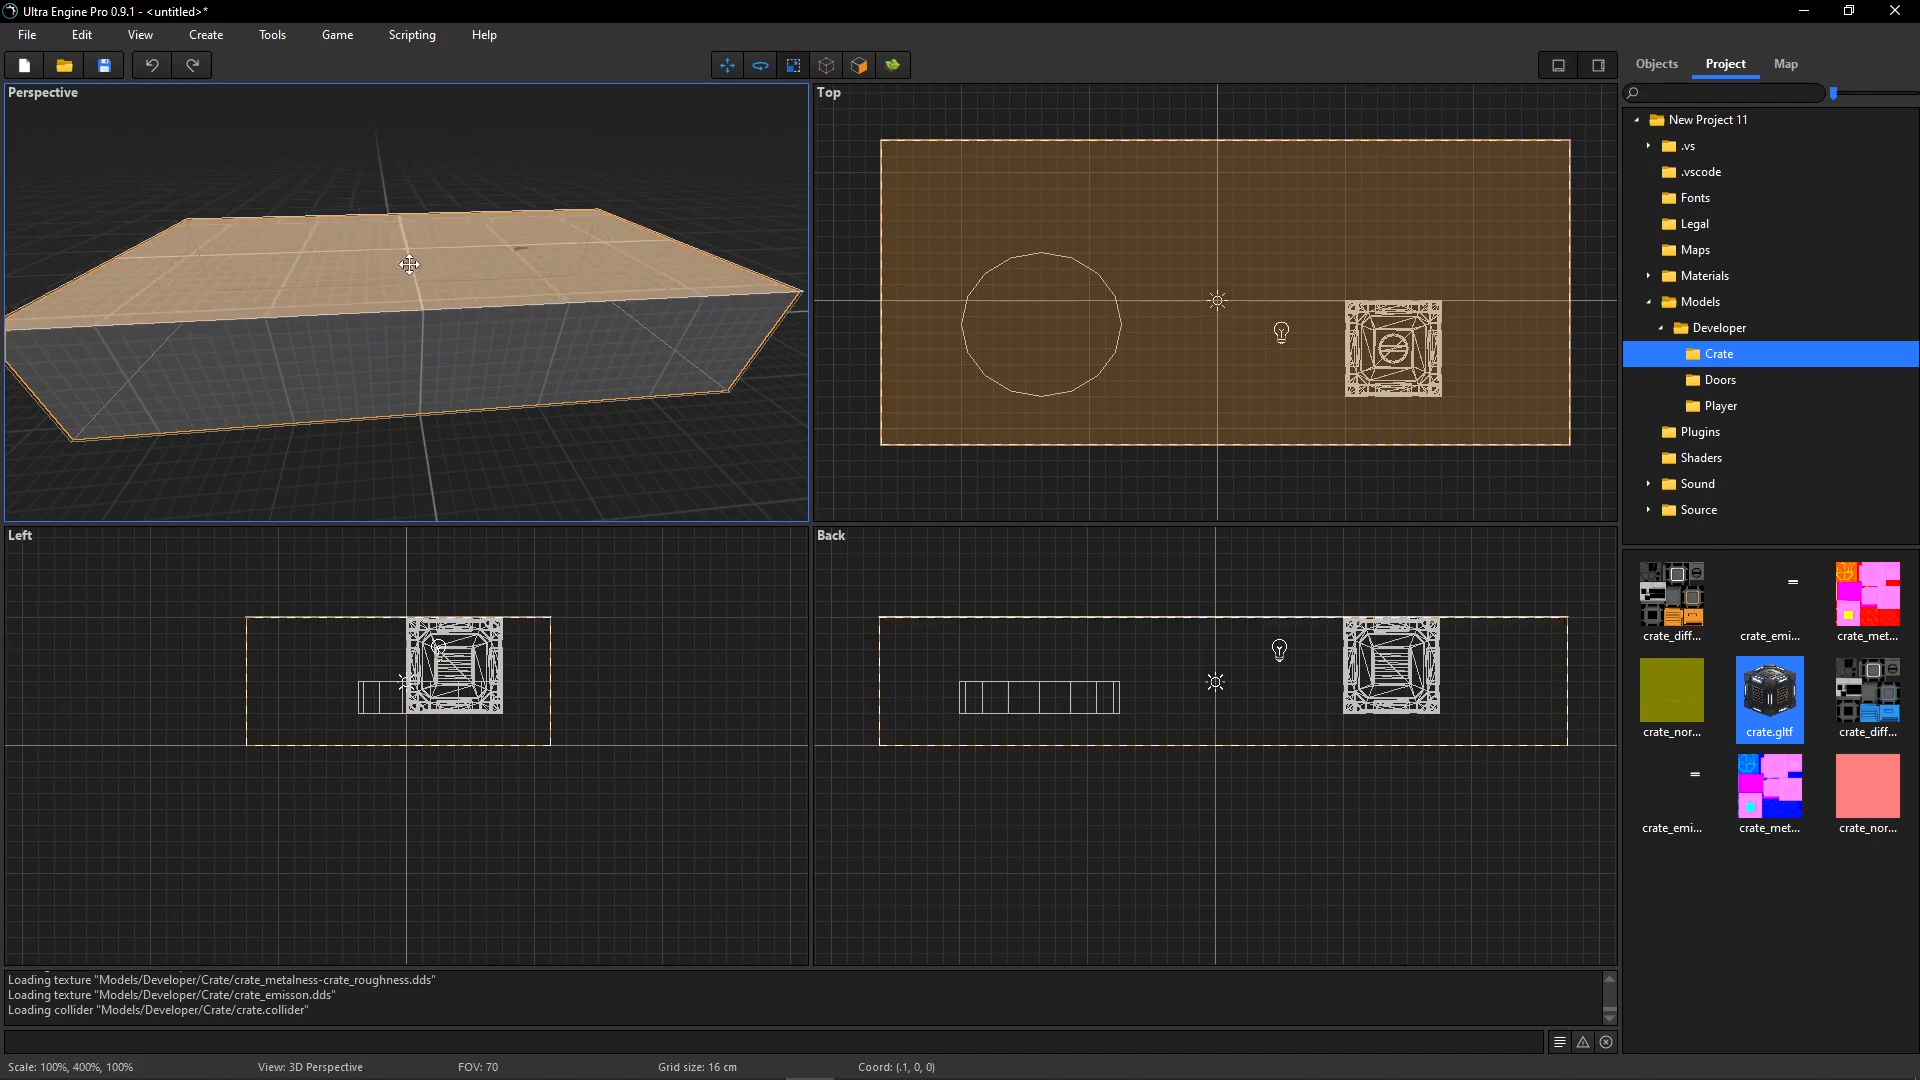 Ultra Engine Pro 0.9.1 - <untitled>*
File Edit View Create Tools Game Scripting Help
Objects Project Map
Perspective
Top
New Project 11
.vs
.vscode
Fonts
Legal
Maps
Materials
Models
Developer
Crate
Doors
Player
Plugins
Shaders
Sound
Source
Left
Back
crate_diff...
crate_emi...
crate_met...
crate_nor...
crate.gltf
crate_diff...
crate_emi...
crate_met...
crate_nor...
Loading texture "Models/Developer/Crate/crate_metalness-crate_roughness.dds"
Loading texture "Models/Developer/Crate/crate_emisson.dds"
Loading collider "Models/Developer/Crate/crate.collider"
Scale: 100%, 400%, 100% View: 3D Perspective FOV: 70 Grid size: 16 cm Coord: (.1, 0, 0)